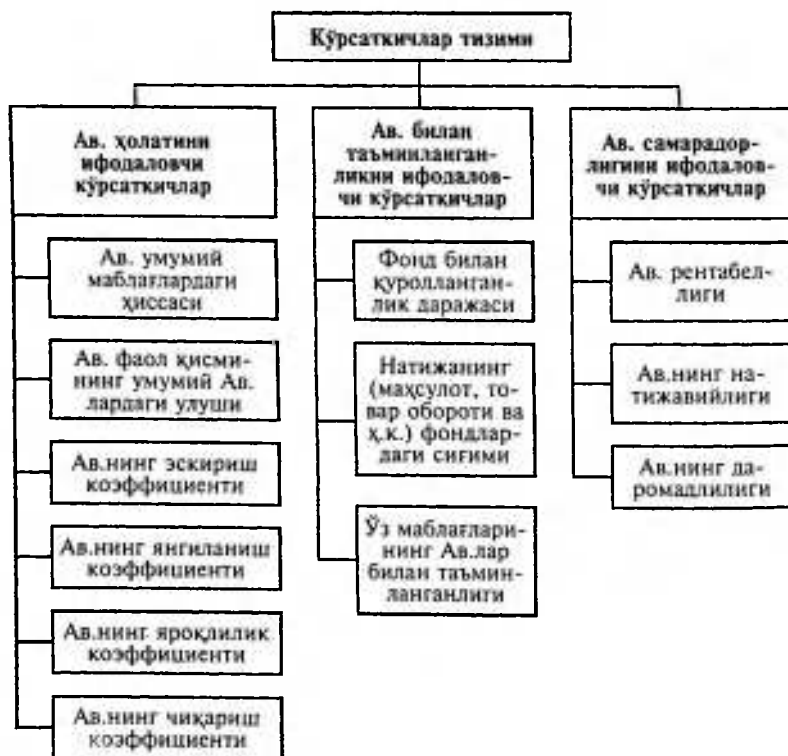 Кўрсаткичлар тизими
Ав. ҳолатини
ифодаловчи
кўрсаткичлар
Ав. умумий
маблағлардаги
ҳиссаси
Ав. фаол қисми-
нинг умумий Ав.
лардаги улуши
Ав.нинг эскириш
коэффициенти
Ав.нинг янгиланиш
коэффициенти
Ав.нинг яроқлилик
коэффициенти
Ав.нинг чиқариш
коэффициенти
Ав. билан
таъминланган-
ликни ифодалов-
чи кўрсаткичлар
Фонд билан
қуролланган-
лик даражаси
Натижанинг
(маҳсулот, то-
вар обороти ва
ҳ.к.) фондлар-
даги сиғими
Ўз маблағлари-
нинг Ав.лар
билан таъмин-
ланганлиги
Ав. самарадор-
лигини ифодалов-
чи кўрсаткичлар
Ав. рентабел-
лиги
Ав.нинг на-
тижавийлиги
Ав.нинг да-
ромадлилиги